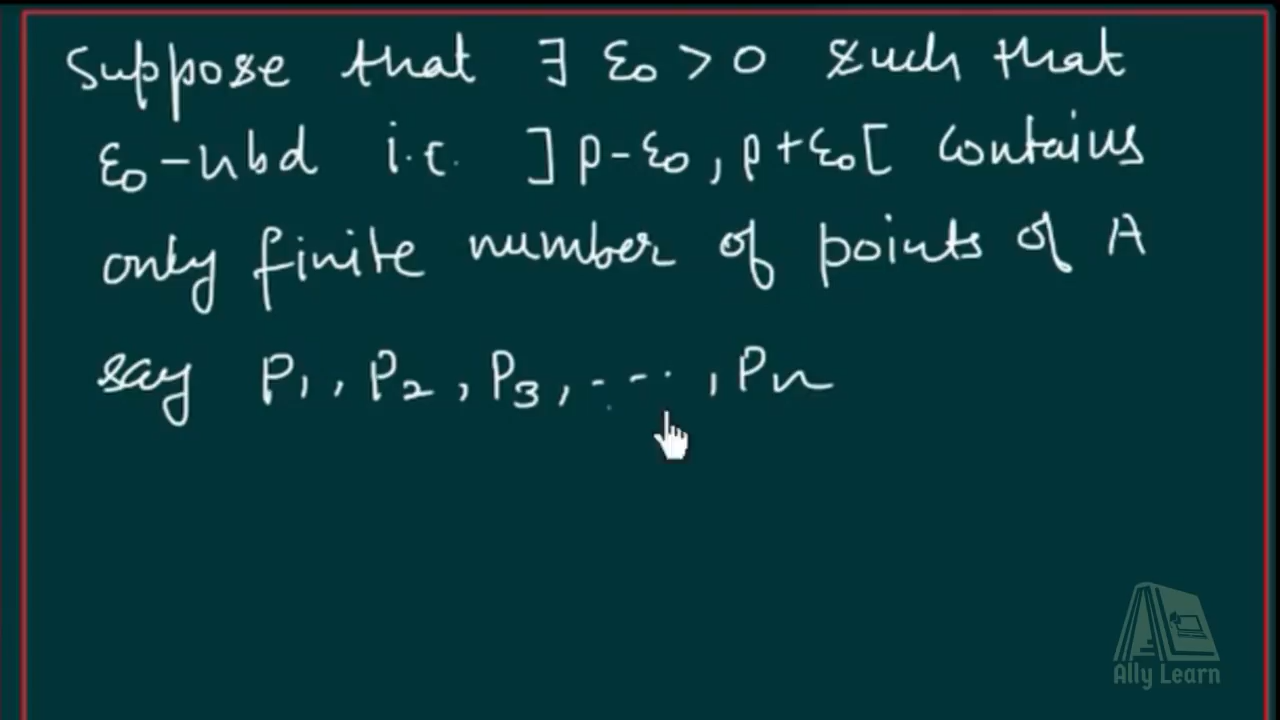 Suppose that ∃ ε₀ > 0 such that
ε₀-nbd i.e. ]p-ε₀, p+ε₀[ contains
only finite number of points of A
say P₁, P₂, P₃, ..., Pₙ
Ally Learn